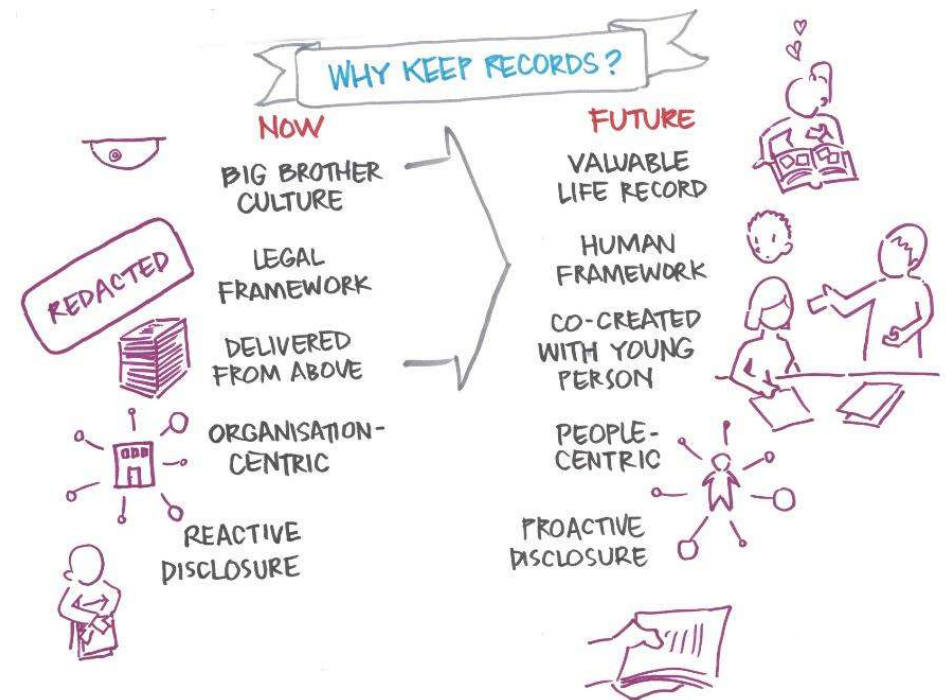 WHY KEEP RECORDS?
NOW
BIG BROTHER
CULTURE
REDACTED
LEGAL
FRAMEWORK
DELIVERED
FROM ABOVE
ORGANISATION-
CENTRIC
REACTIVE
DISCLOSURE
FUTURE
VALUABLE
LIFE RECORD
HUMAN
FRAMEWORK
CO-CREATED
WITH YOUNG
PERSON
PEOPLE-
CENTRIC
PROACTIVE
DISCLOSURE